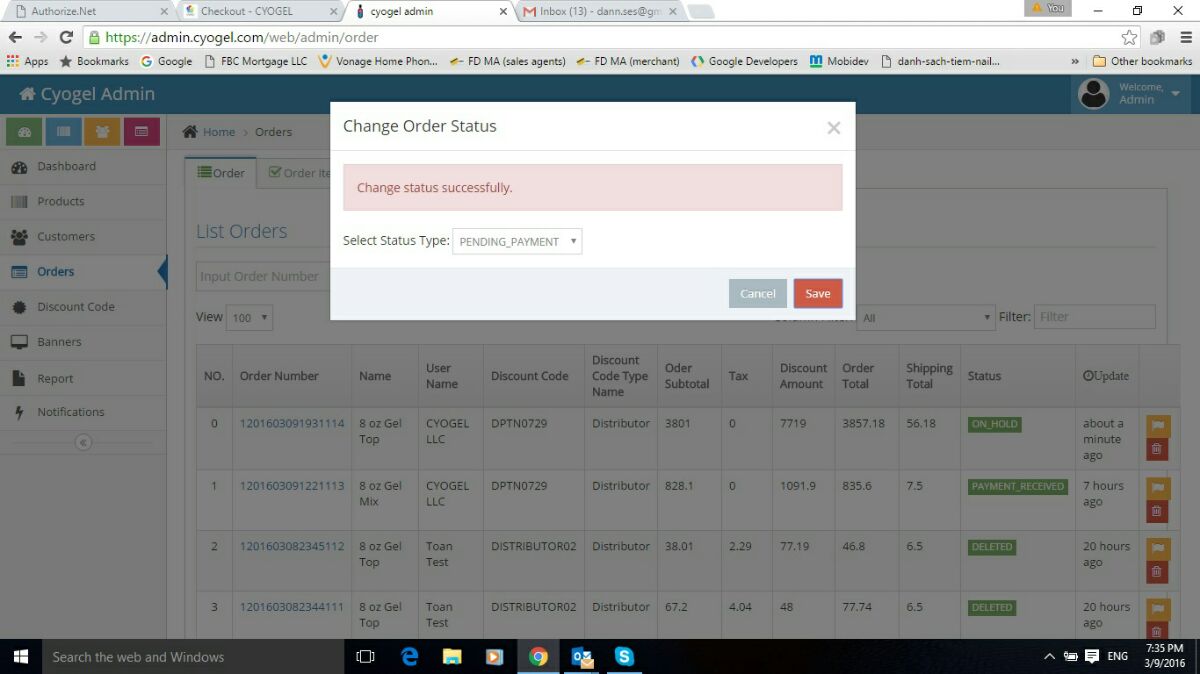 Authorize.Net
Checkout - CYOGEL
cyogel admin
Inbox (13) - dann.ses@gm
You
https://admin.cyogel.com/web/admin/order
Apps Bookmarks Google FBC Mortgage LLC Vonage Home Phon... FD MA (sales agents) FD MA (merchant) Google Developers Mobidev danh-sach-tiem-nail... » Other bookmarks
Cyogel Admin
Welcome,
Admin
Home › Orders
Dashboard
Products
Customers
Orders
Discount Code
Banners
Report
Notifications
Order
Order Ite
List Orders
Input Order Number
View 100
All
Filter: Filter
Change Order Status
×
Change status successfully.
Select Status Type: PENDING_PAYMENT
Cancel Save
NO. Order Number Name User Name Discount Code Discount Code Type Name Oder Subtotal Tax Discount Amount Order Total Shipping Total Status Update
0 1201603091931114 8 oz Gel Top CYOGEL LLC DPTN0729 Distributor 3801 0 7719 3857.18 56.18 ON_HOLD about a minute ago
1 1201603091221113 8 oz Gel Mix CYOGEL LLC DPTN0729 Distributor 828.1 0 1091.9 835.6 7.5 PAYMENT_RECEIVED 7 hours ago
2 1201603082345112 8 oz Gel Top Toan Test DISTRIBUTOR02 Distributor 38.01 2.29 77.19 46.8 6.5 DELETED 20 hours ago
3 1201603082344111 8 oz Gel Top Toan Test DISTRIBUTOR02 Distributor 67.2 4.04 48 77.74 6.5 DELETED 20 hours ago
Search the web and Windows
ENG
7:35 PM
3/9/2016